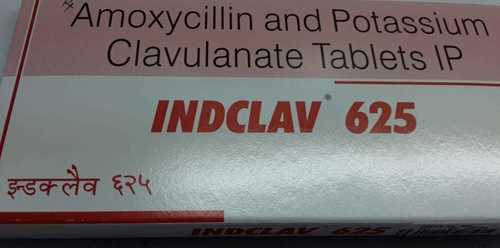 Amoxycillin and Potassium
Clavulanate Tablets IP
INDCLAV® 625
इन्डक्लैव ६२५
INDCLAV 625